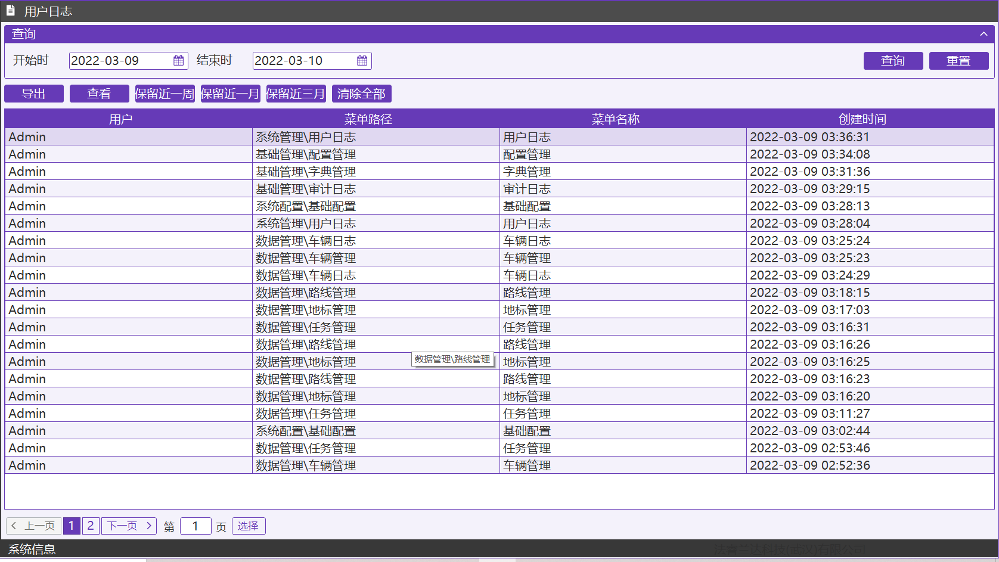 用户日志
查询
开始时 2022-03-09 结束时 2022-03-10 查询 重置
导出 查看 保留近一周 保留近一月 保留近三月 清除全部
用户 菜单路径 菜单名称 创建时间
Admin 系统管理\用户日志 用户日志 2022-03-09 03:36:31
Admin 基础管理\配置管理 配置管理 2022-03-09 03:34:08
Admin 基础管理\字典管理 字典管理 2022-03-09 03:31:36
Admin 基础管理\审计日志 审计日志 2022-03-09 03:29:15
Admin 系统配置\基础配置 基础配置 2022-03-09 03:28:13
Admin 系统管理\用户日志 用户日志 2022-03-09 03:28:04
Admin 数据管理\车辆日志 车辆日志 2022-03-09 03:25:24
Admin 数据管理\车辆管理 车辆管理 2022-03-09 03:25:23
Admin 数据管理\车辆日志 车辆日志 2022-03-09 03:24:29
Admin 数据管理\路线管理 路线管理 2022-03-09 03:18:15
Admin 数据管理\地标管理 地标管理 2022-03-09 03:17:03
Admin 数据管理\任务管理 任务管理 2022-03-09 03:16:31
Admin 数据管理\路线管理 路线管理 2022-03-09 03:16:26
数据管理\路线管理
Admin 数据管理\地标管理 地标管理 2022-03-09 03:16:25
Admin 数据管理\路线管理 路线管理 2022-03-09 03:16:23
Admin 数据管理\地标管理 地标管理 2022-03-09 03:16:20
Admin 数据管理\任务管理 任务管理 2022-03-09 03:11:27
Admin 系统配置\基础配置 基础配置 2022-03-09 03:02:44
Admin 数据管理\任务管理 任务管理 2022-03-09 02:53:46
Admin 数据管理\车辆管理 车辆管理 2022-03-09 02:52:36
上一页 1 2 下一页 第 1 页 选择
系统信息 法睿兰达科技(武汉)有限公司